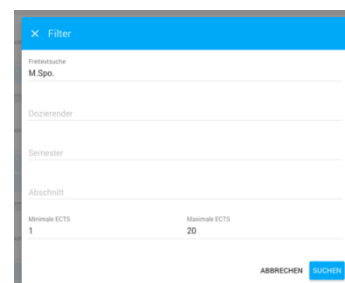 × Filter
Freitextsuche
M.Spo.
Dozierender
Semester
Abschnitt
Minimale ECTS Maximale ECTS
1 20
ABBRECHEN SUCHEN